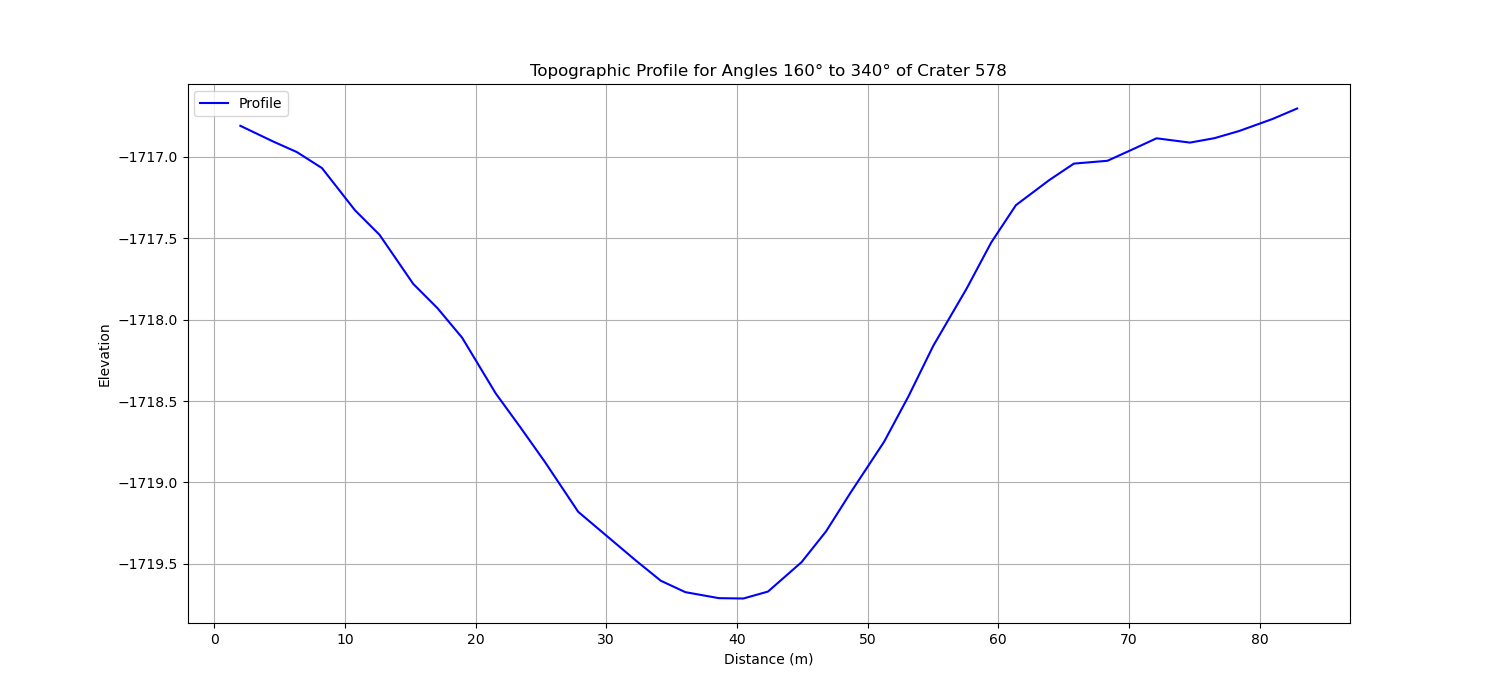 Topographic Profile for Angles 160° to 340° of Crater 578
Profile
−1717.0
−1717.5
−1718.0
−1718.5
−1719.0
−1719.5
Elevation
0 10 20 30 40 50 60 70 80
Distance (m)